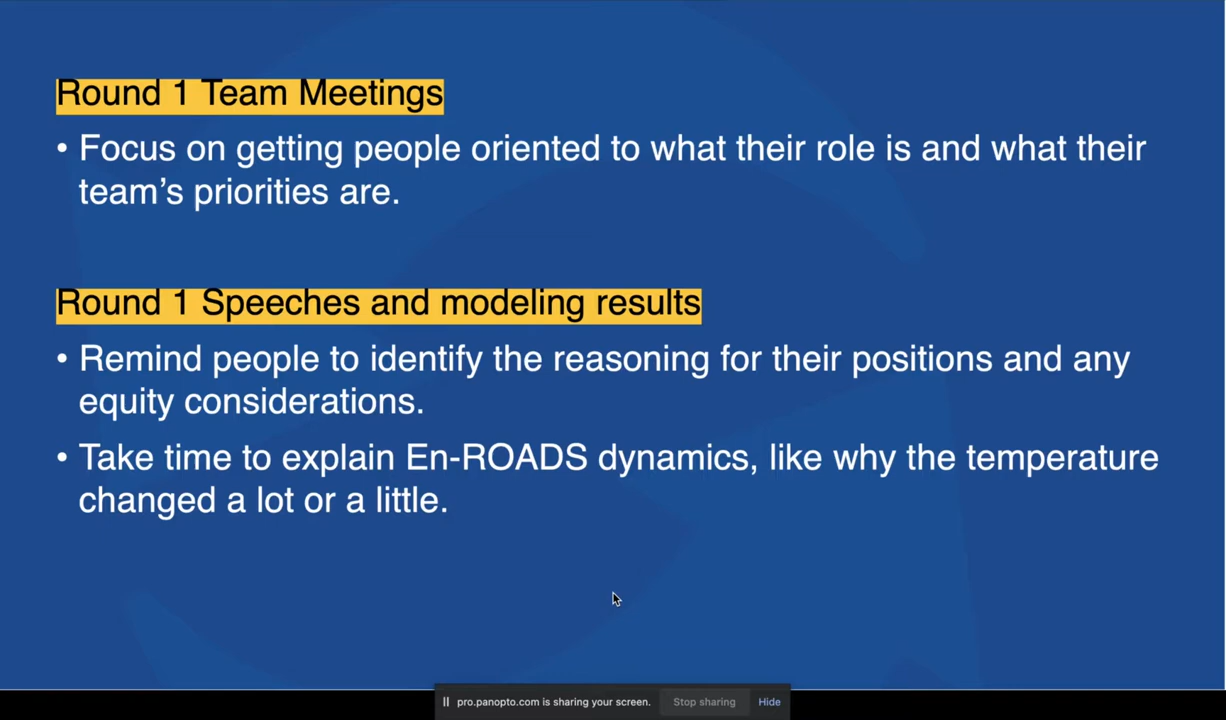 Round 1 Team Meetings
• Focus on getting people oriented to what their role is and what their
team’s priorities are.
Round 1 Speeches and modeling results
• Remind people to identify the reasoning for their positions and any
equity considerations.
• Take time to explain En-ROADS dynamics, like why the temperature
changed a lot or a little.
pro.panopto.com is sharing your screen. Stop sharing Hide